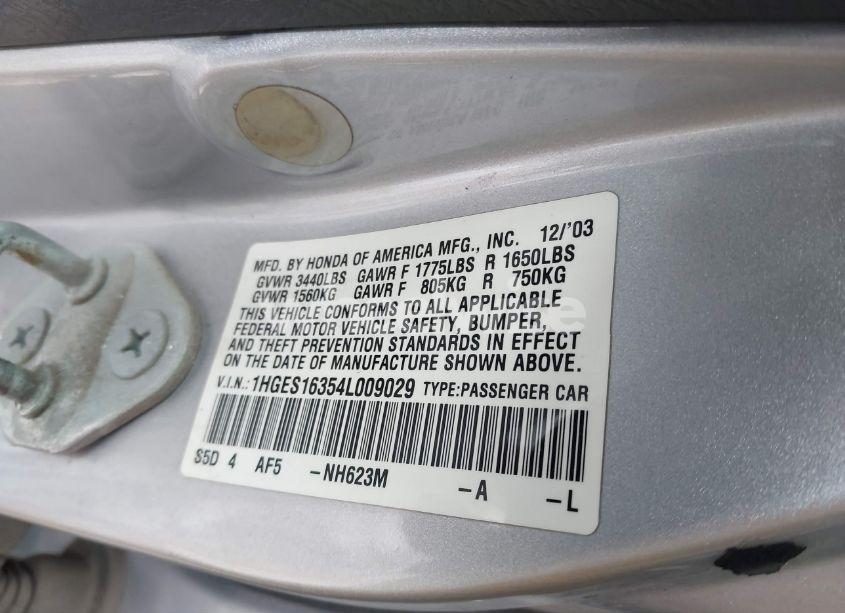 MFD. BY HONDA OF AMERICA MFG., INC. 12/'03
GVWR 3440LBS GAWR F 1775LBS R 1650LBS
GVWR 1560KG GAWR F 805KG R 750KG
THIS VEHICLE CONFORMS TO ALL APPLICABLE
FEDERAL MOTOR VEHICLE SAFETY, BUMPER,
AND THEFT PREVENTION STANDARDS IN EFFECT
ON THE DATE OF MANUFACTURE SHOWN ABOVE.
V.I.N.: 1HGES16354L009029 TYPE:PASSENGER CAR
S5D 4 AF5 -NH623M -A -L